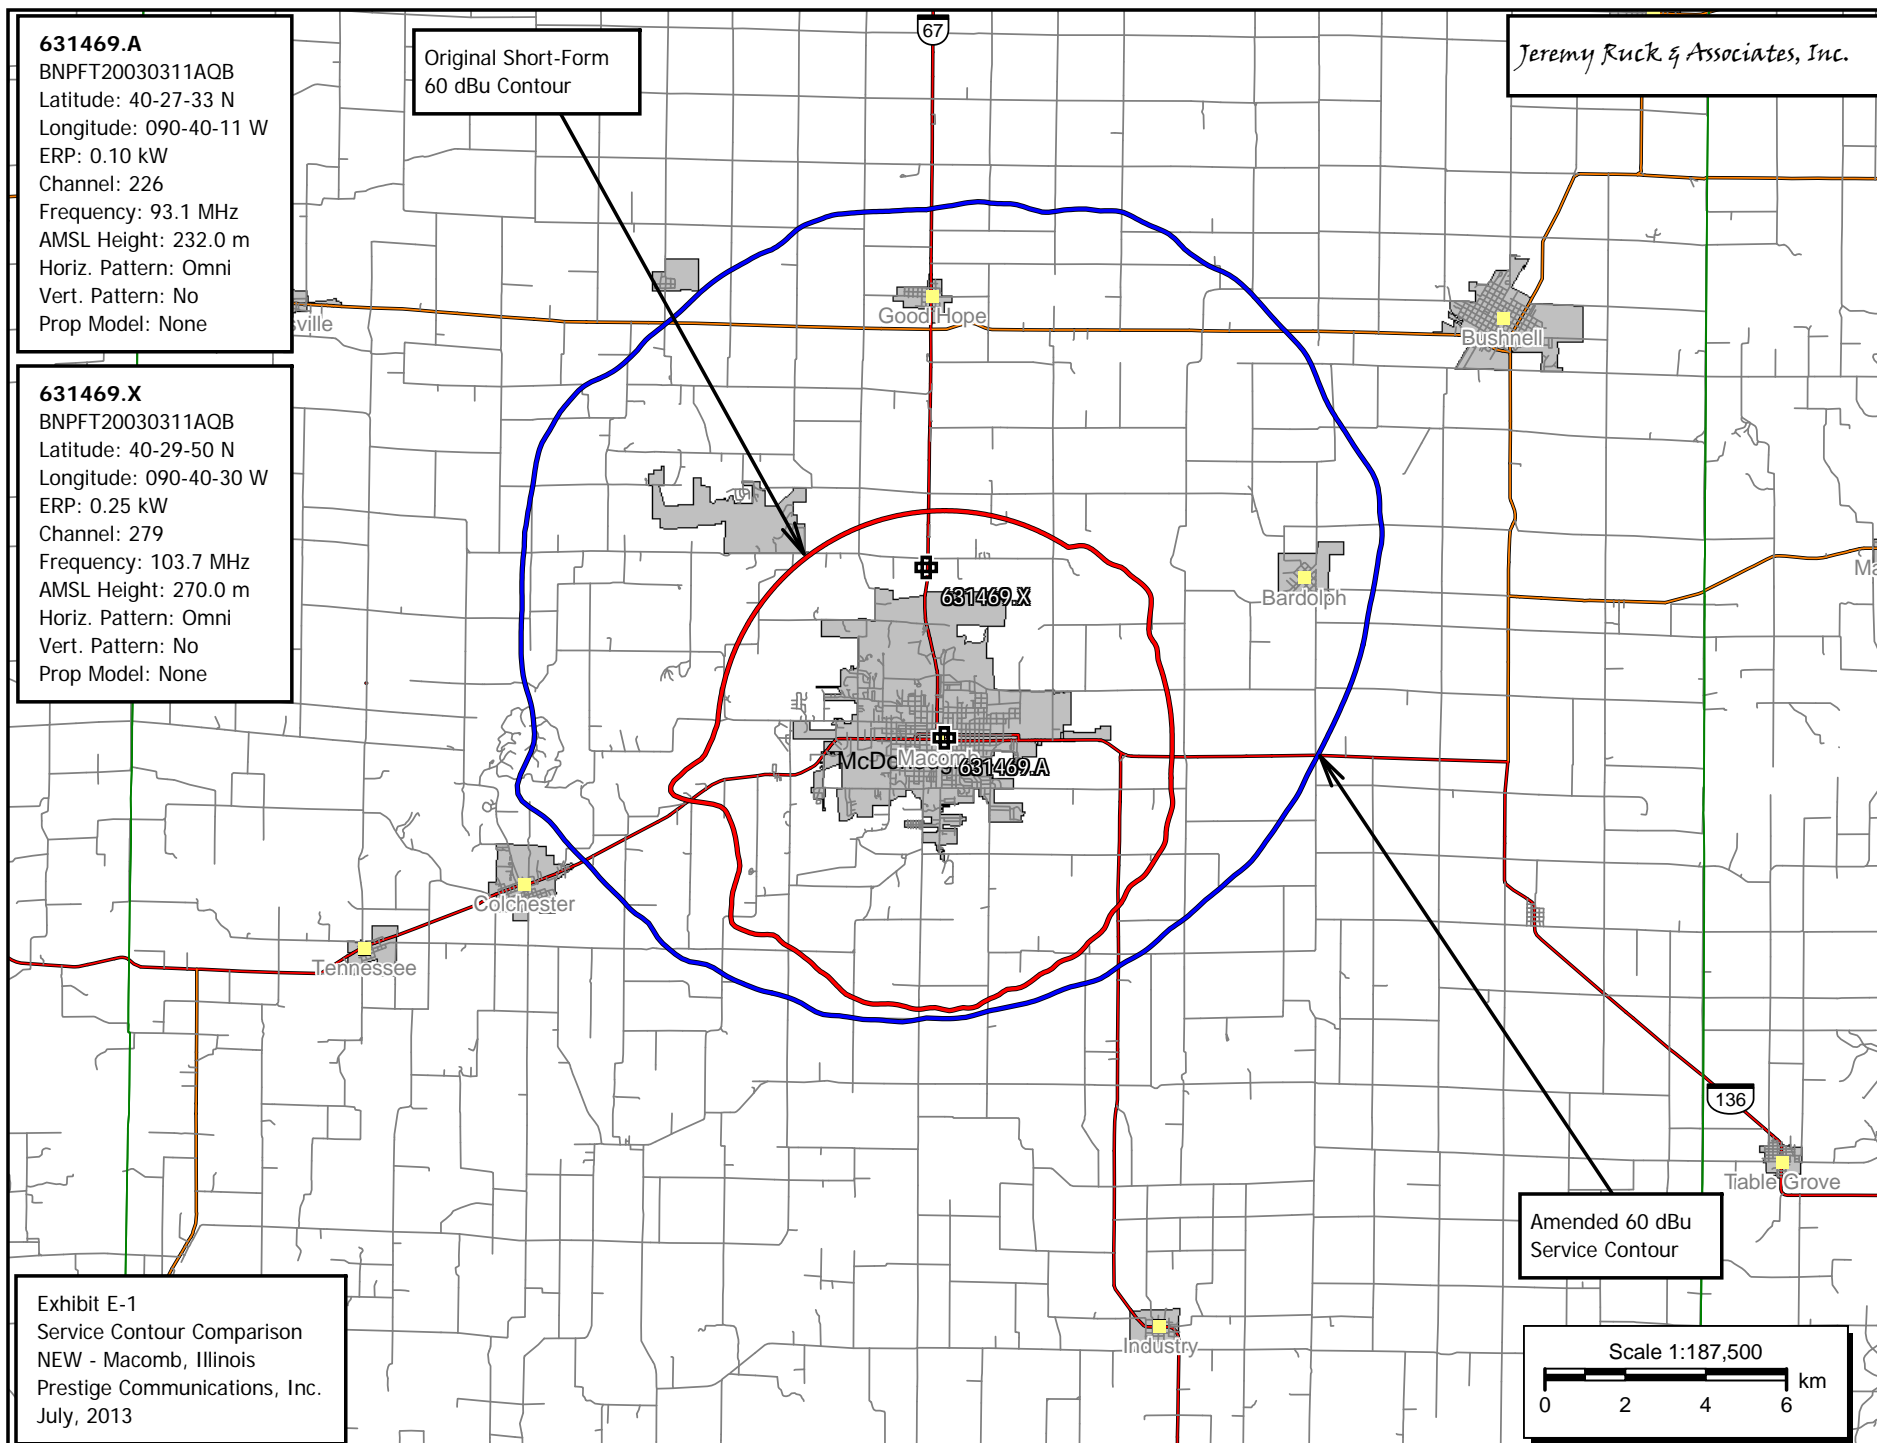 631469.A
BNPFT20030311AQB
Latitude: 40-27-33 N
Longitude: 090-40-11 W
ERP: 0.10 kW
Channel: 226
Frequency: 93.1 MHz
AMSL Height: 232.0 m
Horiz. Pattern: Omni
Vert. Pattern: No
Prop Model: None
631469.X
BNPFT20030311AQB
Latitude: 40-29-50 N
Longitude: 090-40-30 W
ERP: 0.25 kW
Channel: 279
Frequency: 103.7 MHz
AMSL Height: 270.0 m
Horiz. Pattern: Omni
Vert. Pattern: No
Prop Model: None
Original Short-Form
60 dBu Contour
67
Jeremy Ruck & Associates, Inc.
sville
Good Hope
Bushnell
Bardolph
Ma
631469.X
McDo
Macomb
631469.A
Colchester
Tennessee
136
Table Grove
Industry
Amended 60 dBu
Service Contour
Exhibit E-1
Service Contour Comparison
NEW - Macomb, Illinois
Prestige Communications, Inc.
July, 2013
Scale 1:187,500
km
0 2 4 6